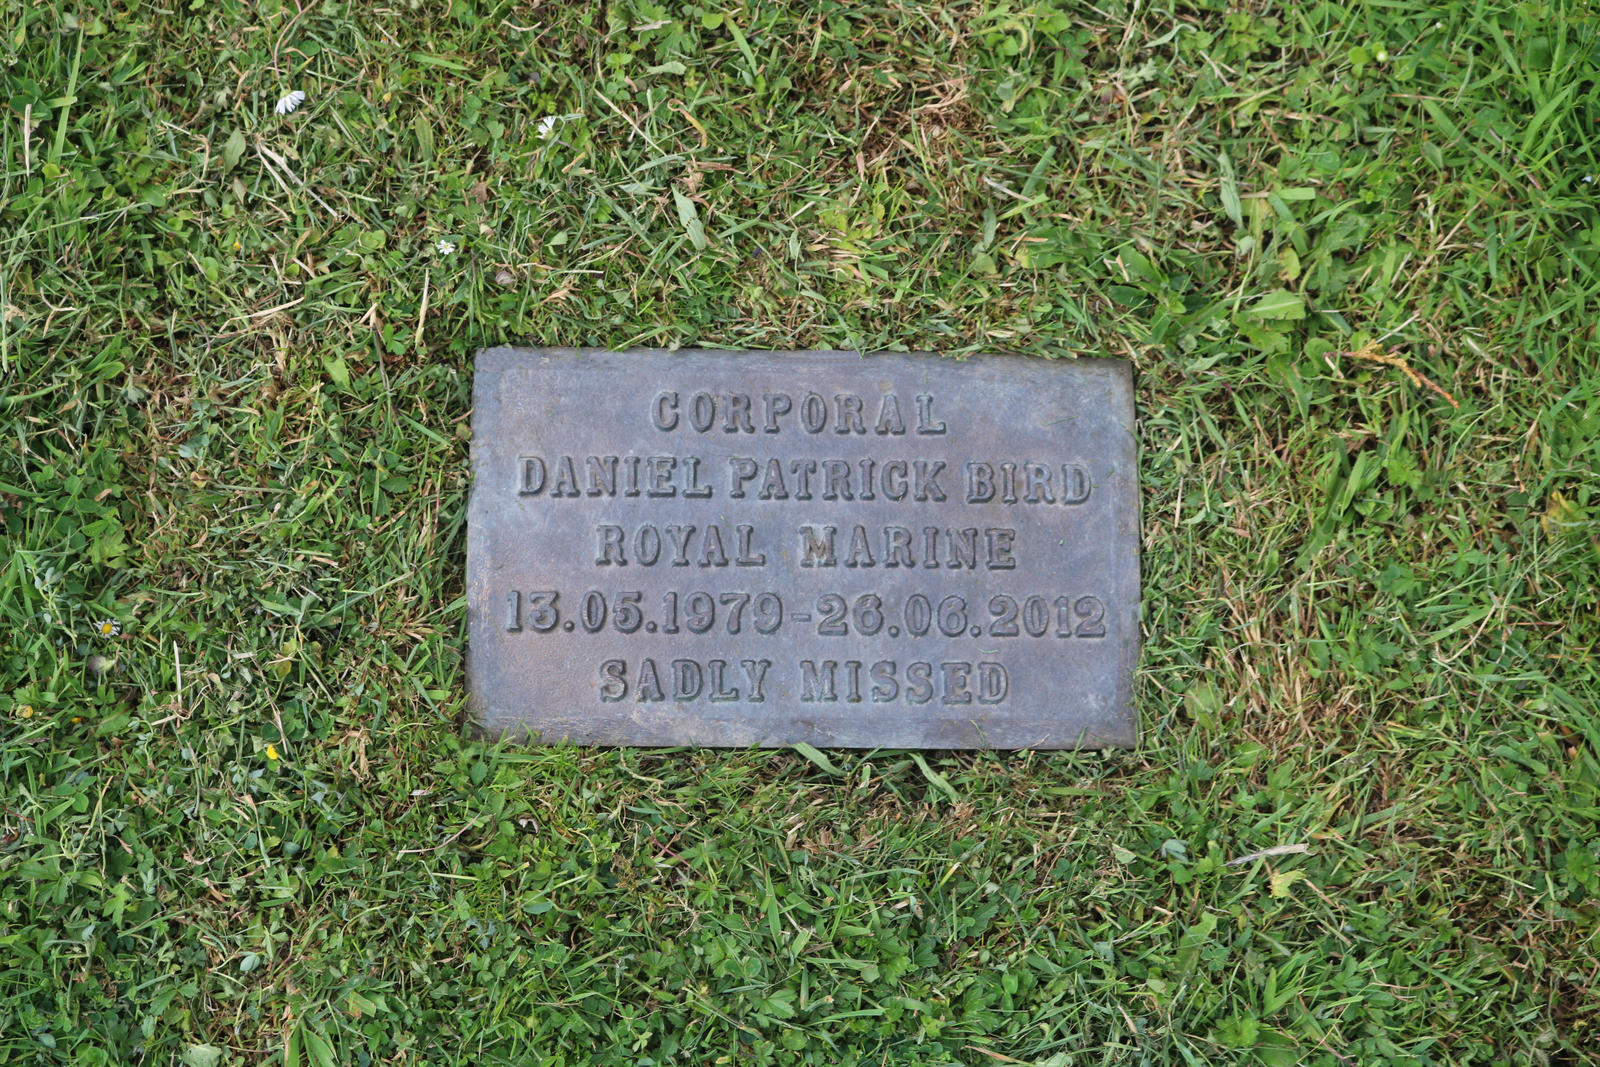 CORPORAL
DANIEL PATRICK BIRD
ROYAL MARINE
13.05.1979-26.06.2012
SADLY MISSED